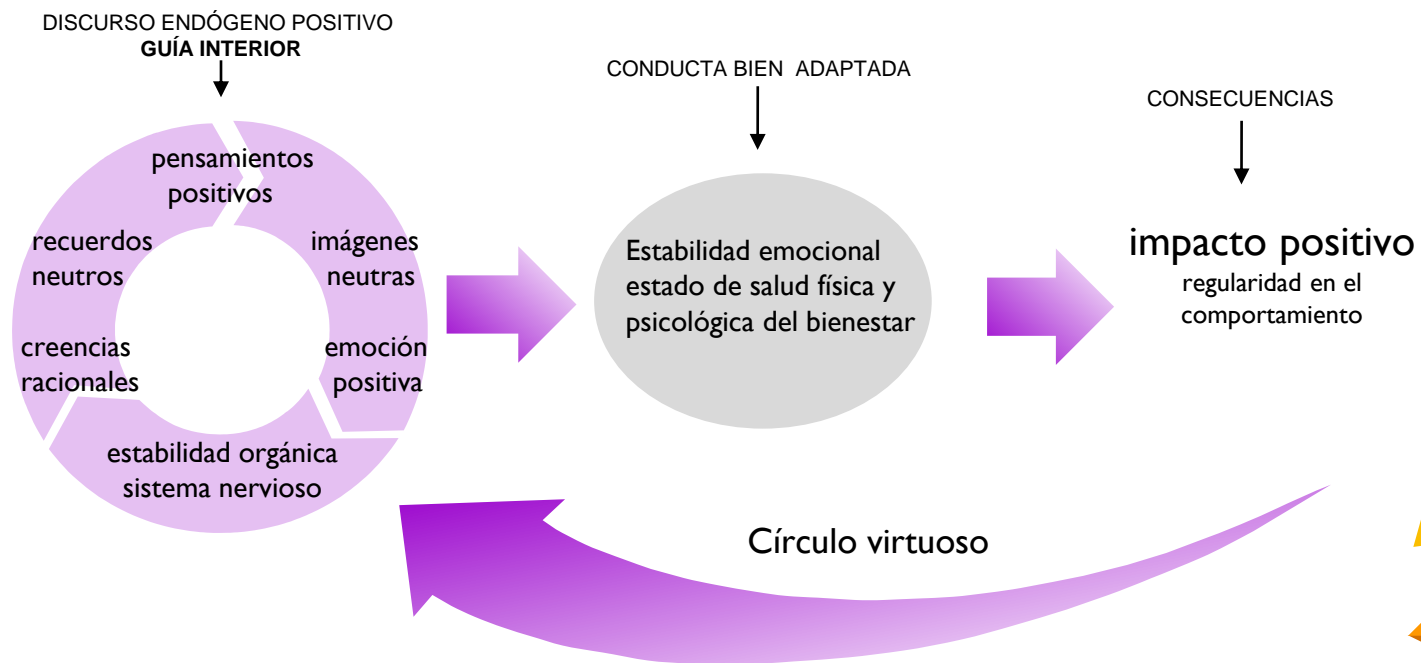 DISCURSO ENDÓGENO POSITIVO
GUÍA INTERIOR
pensamientos
positivos
recuerdos
neutros
imágenes
neutras
creencias
racionales
emoción
positiva
estabilidad orgánica
sistema nervioso
CONDUCTA BIEN ADAPTADA
Estabilidad emocional
estado de salud física y
psicológica del bienestar
CONSECUENCIAS
impacto positivo
regularidad en el
comportamiento
Círculo virtuoso